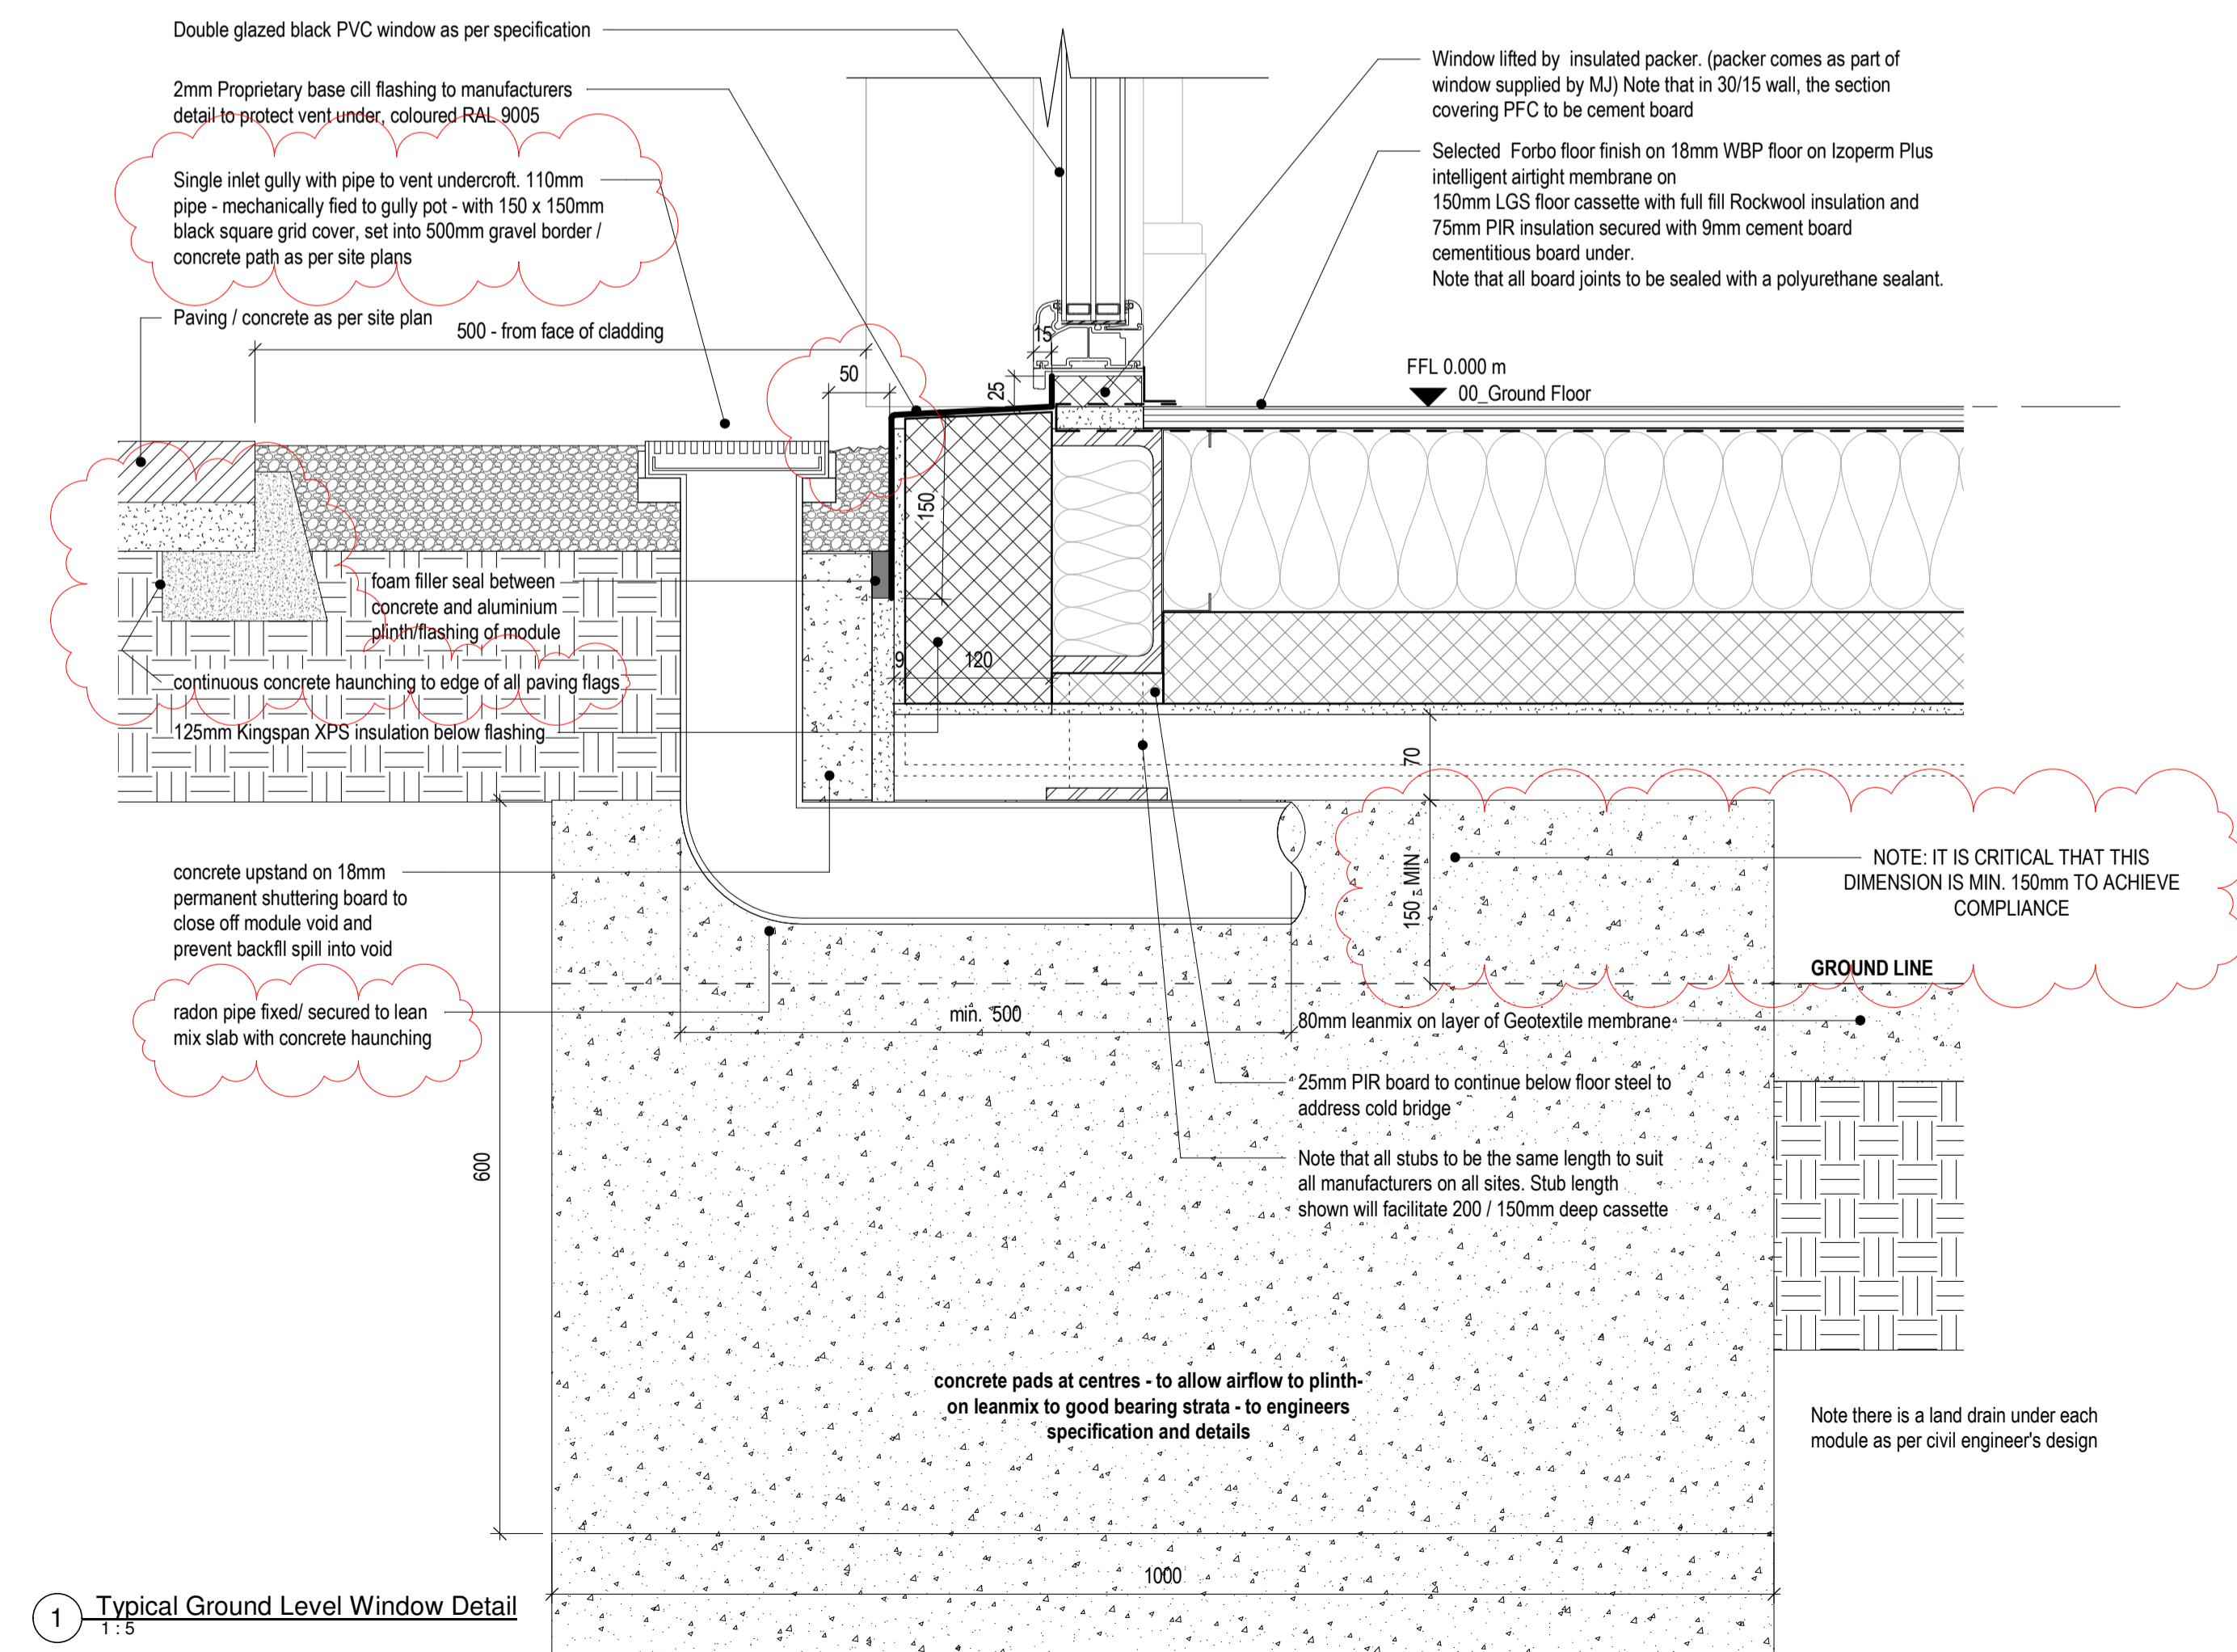 Double glazed black PVC window as per specification
2mm Proprietary base cill flashing to manufacturers
detail to protect vent under, coloured RAL 9005
Single inlet gully with pipe to vent undercroft. 110mm
pipe - mechanically fied to gully pot - with 150 x 150mm
black square grid cover, set into 500mm gravel border /
concrete path as per site plans
Paving / concrete as per site plan
500 - from face of cladding
Window lifted by insulated packer. (packer comes as part of
window supplied by MJ) Note that in 30/15 wall, the section
covering PFC to be cement board
Selected Forbo floor finish on 18mm WBP floor on Izoperm Plus
intelligent airtight membrane on
150mm LGS floor cassette with full fill Rockwool insulation and
75mm PIR insulation secured with 9mm cement board
cementitious board under.
Note that all board joints to be sealed with a polyurethane sealant.
15
50
25
FFL 0.000 m
00_Ground Floor
150
foam filler seal between
concrete and aluminium
plinth/flashing of module
9
120
continuous concrete haunching to edge of all paving flags
125mm Kingspan XPS insulation below flashing
70
concrete upstand on 18mm
permanent shuttering board to
close off module void and
prevent backfll spill into void
150 - MIN
NOTE: IT IS CRITICAL THAT THIS
DIMENSION IS MIN. 150mm TO ACHIEVE
COMPLIANCE
GROUND LINE
radon pipe fixed/ secured to lean
mix slab with concrete haunching
min. 500
80mm leanmix on layer of Geotextile membrane
25mm PIR board to continue below floor steel to
address cold bridge
Note that all stubs to be the same length to suit
all manufacturers on all sites. Stub length
shown will facilitate 200 / 150mm deep cassette
600
concrete pads at centres - to allow airflow to plinth-
on leanmix to good bearing strata - to engineers
specification and details
Note there is a land drain under each
module as per civil engineer's design
1000
1
Typical Ground Level Window Detail
1 : 5